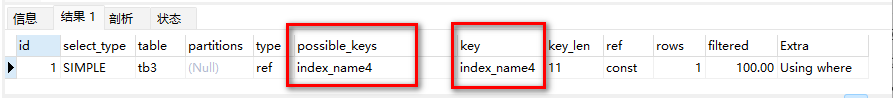 信息 结果 1 剖析 状态
id select_type table partitions type possible_keys key key_len ref rows filtered Extra
1 SIMPLE tb3 (Null) ref index_name4 index_name4 11 const 1 100.00 Using where